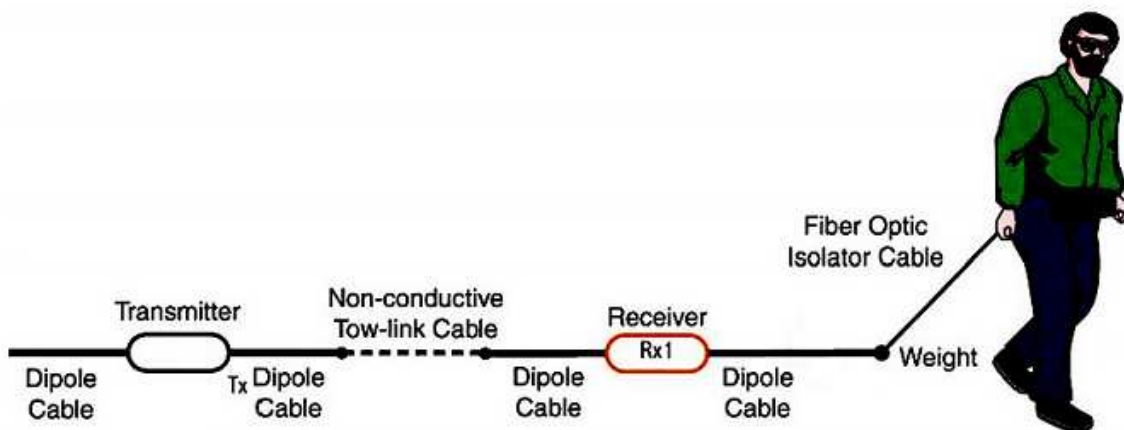 Fiber Optic
Isolator Cable
Non-conductive
Tow-link Cable
Transmitter
Receiver
Rx1
Weight
Dipole
Cable
Tx
Dipole
Cable
Dipole
Cable
Dipole
Cable